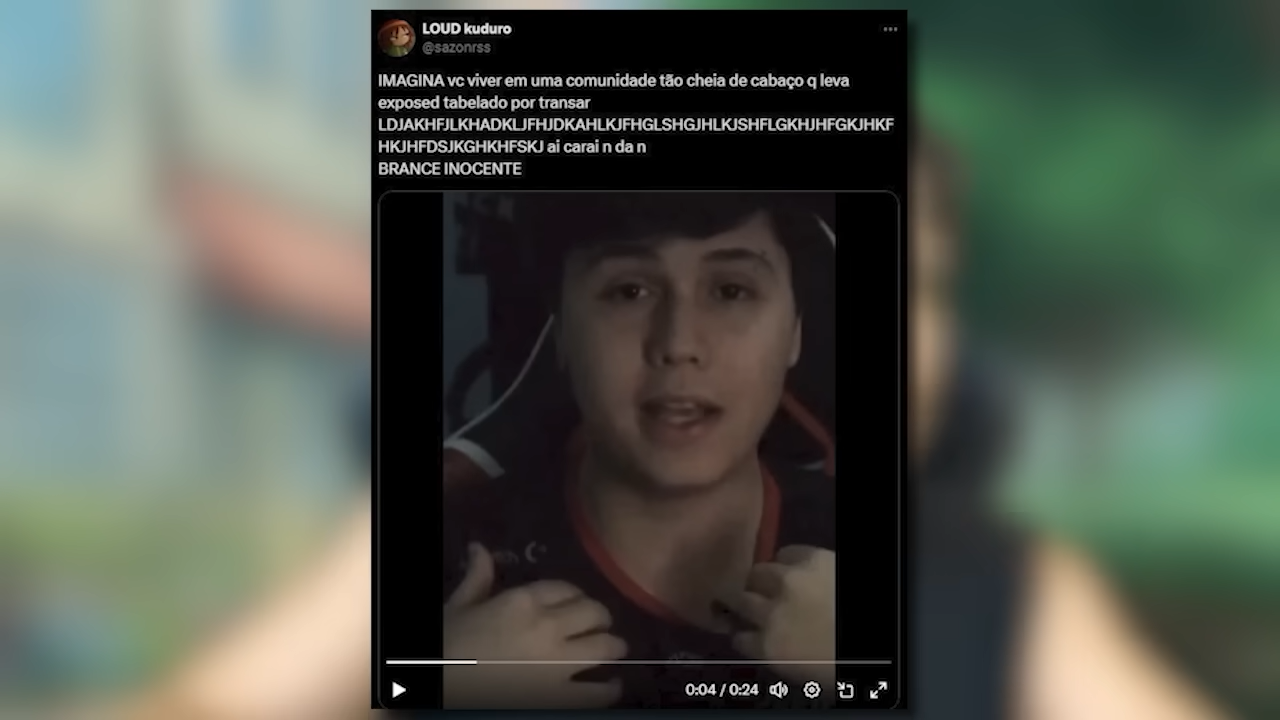 LOUD kuduro
@sazonrss
IMAGINA vc viver em uma comunidade tão cheia de cabaço q leva
exposed tabelado por transar
LDJAKHFJLKHADKLJFHJDKAHLKJFHGLSHGJHLKJSHFLGKHJHFGKJHKF
HKJHFDSJKGHKHFSKJ ai carai n da n
BRANCE INOCENTE
0:04 / 0:24